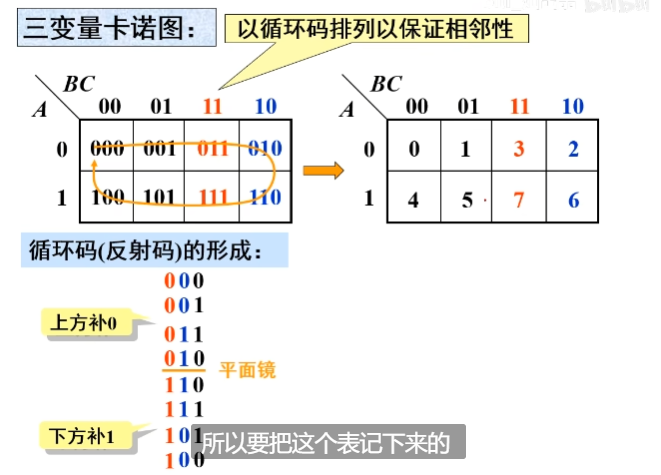 三变量卡诺图：
以循环码排列以保证相邻性
BC
A
00 01 11 10
0 000 001 011 010
1 100 101 111 110
BC
A
00 01 11 10
0 0 1 3 2
1 4 5 7 6
循环码(反射码)的形成：
000
001
上方补0
011
010
平面镜
110
111
下方补1
101
100
所以要把这个表记下来的